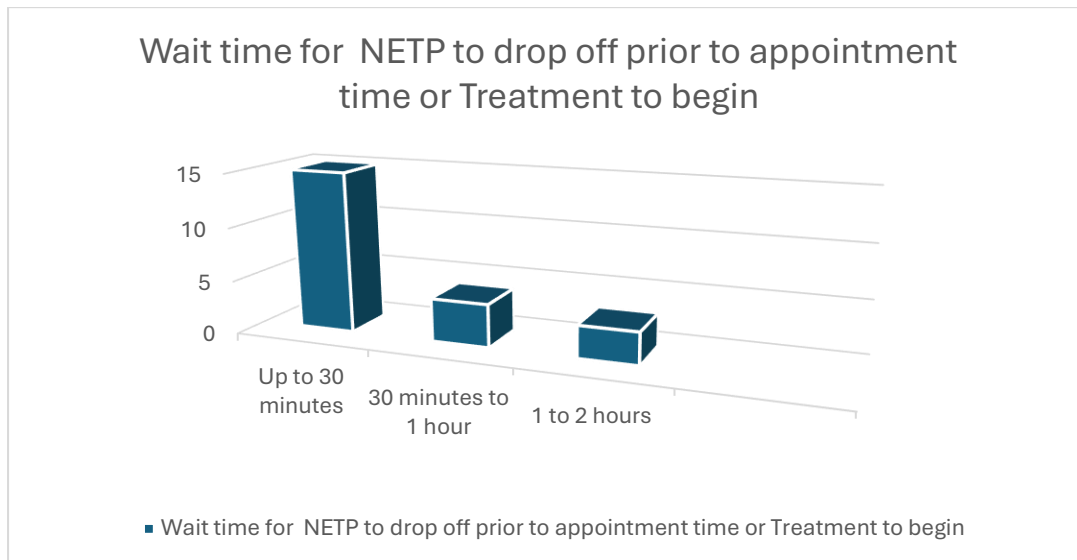 Wait time for  NETP to drop off prior to appointment
time or Treatment to begin
15
10
5
0
Up to 30
minutes
30 minutes to
1 hour
1 to 2 hours
Wait time for  NETP to drop off prior to appointment time or Treatment to begin